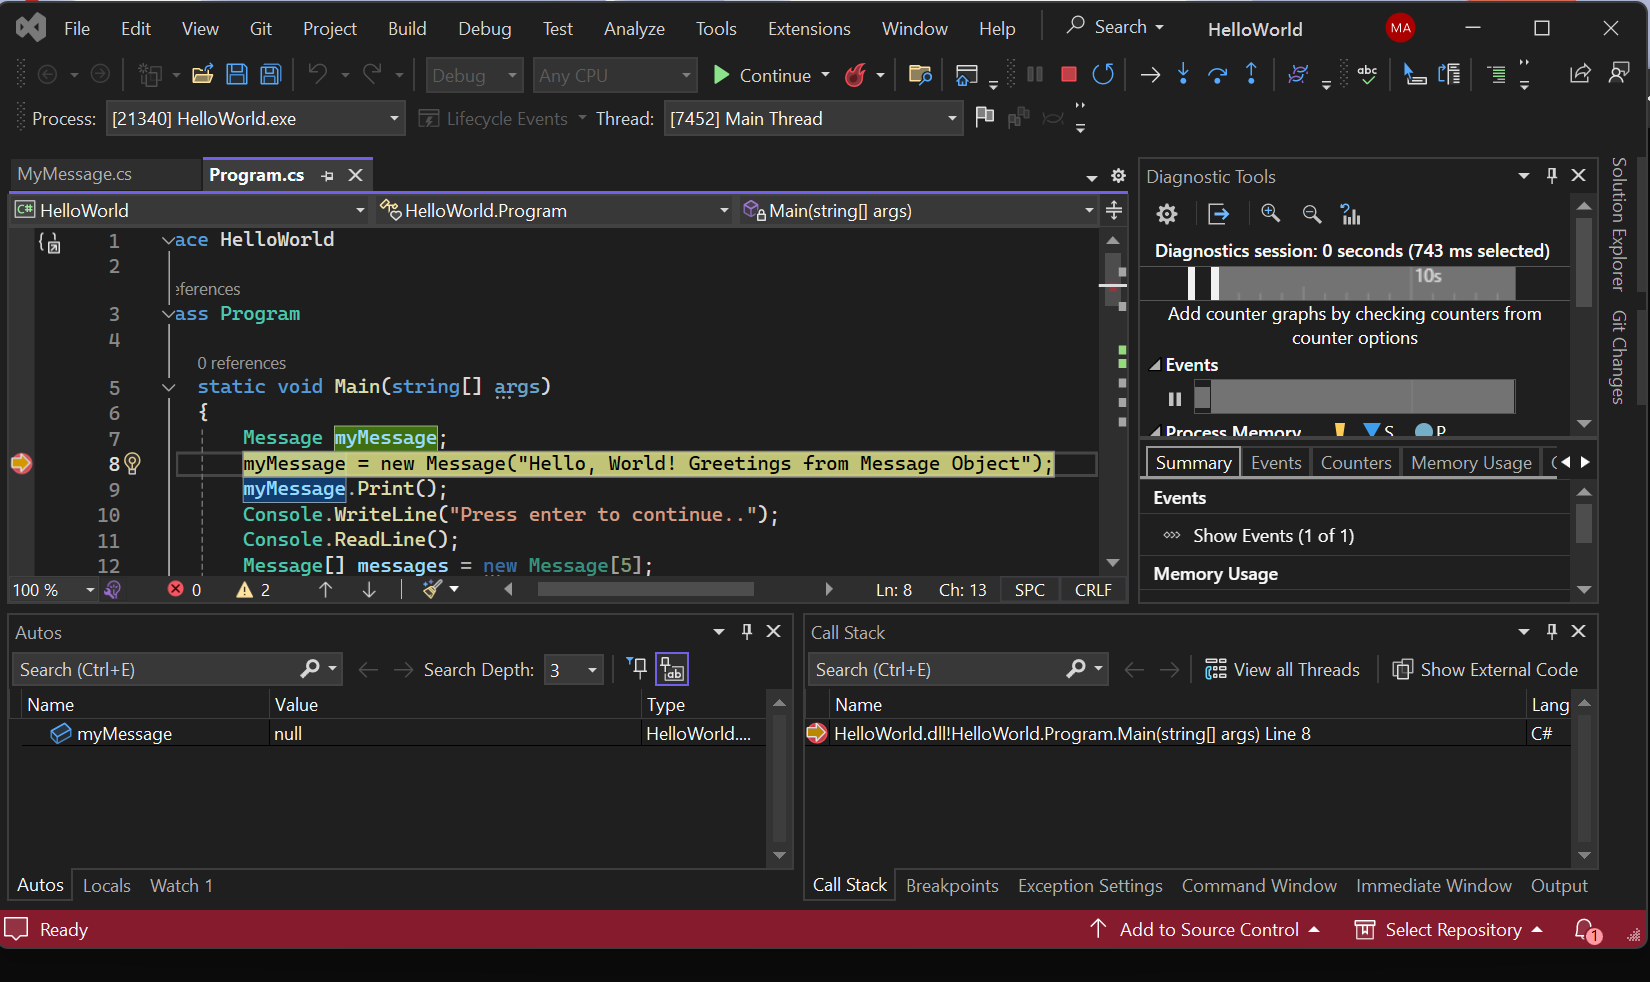 File Edit View Git Project Build Debug Test Analyze Tools Extensions Window Help Search HelloWorld MA
Debug Any CPU Continue abc
Process: [21340] HelloWorld.exe Lifecycle Events Thread: [7452] Main Thread
MyMessage.cs Program.cs
C# HelloWorld HelloWorld.Program Main(string[] args)
1 ace HelloWorld
2
eferences
3 ass Program
4
0 references
5 static void Main(string[] args)
6 {
7 Message myMessage;
8 myMessage = new Message("Hello, World! Greetings from Message Object");
9 myMessage.Print();
10 Console.WriteLine("Press enter to continue..");
11 Console.ReadLine();
12 Message[] messages = new Message[5];
100 % 0 2 Ln: 8 Ch: 13 SPC CRLF
Diagnostic Tools
Diagnostics session: 0 seconds (743 ms selected)
10s
Add counter graphs by checking counters from
counter options
Events
Process Memory S P
Summary Events Counters Memory Usage
Events
Show Events (1 of 1)
Memory Usage
Solution Explorer
Git Changes
Autos
Search (Ctrl+E) Search Depth: 3 ab
Name Value Type
myMessage null HelloWorld....
Autos Locals Watch 1
Call Stack
Search (Ctrl+E) View all Threads Show External Code
Name Lang
HelloWorld.dll!HelloWorld.Program.Main(string[] args) Line 8 C#
Call Stack Breakpoints Exception Settings Command Window Immediate Window Output
Ready Add to Source Control Select Repository 1